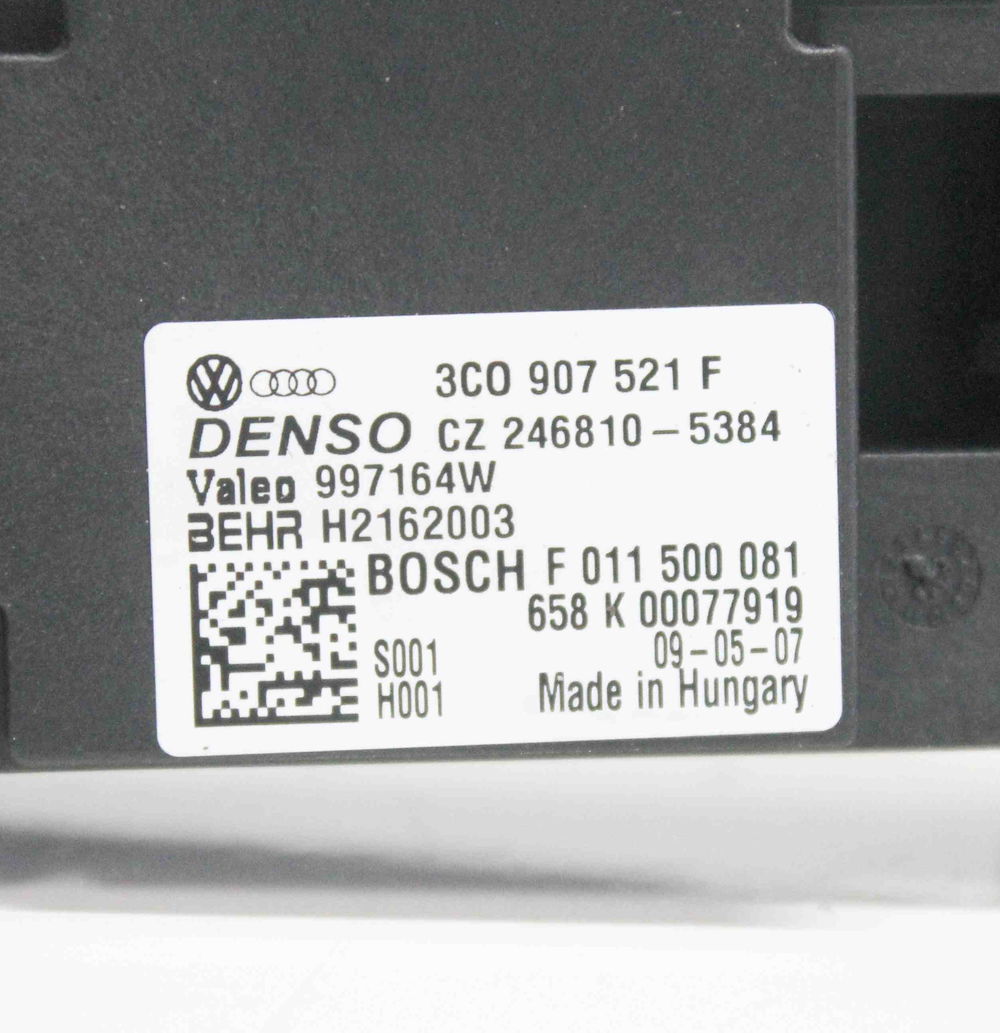 3C0 907 521 F
DENSO CZ 246810-5384
Valeo 997164W
BEHR H2162003
BOSCH F 011 500 081
658 K 00077919
S001 09-05-07
H001 Made in Hungary